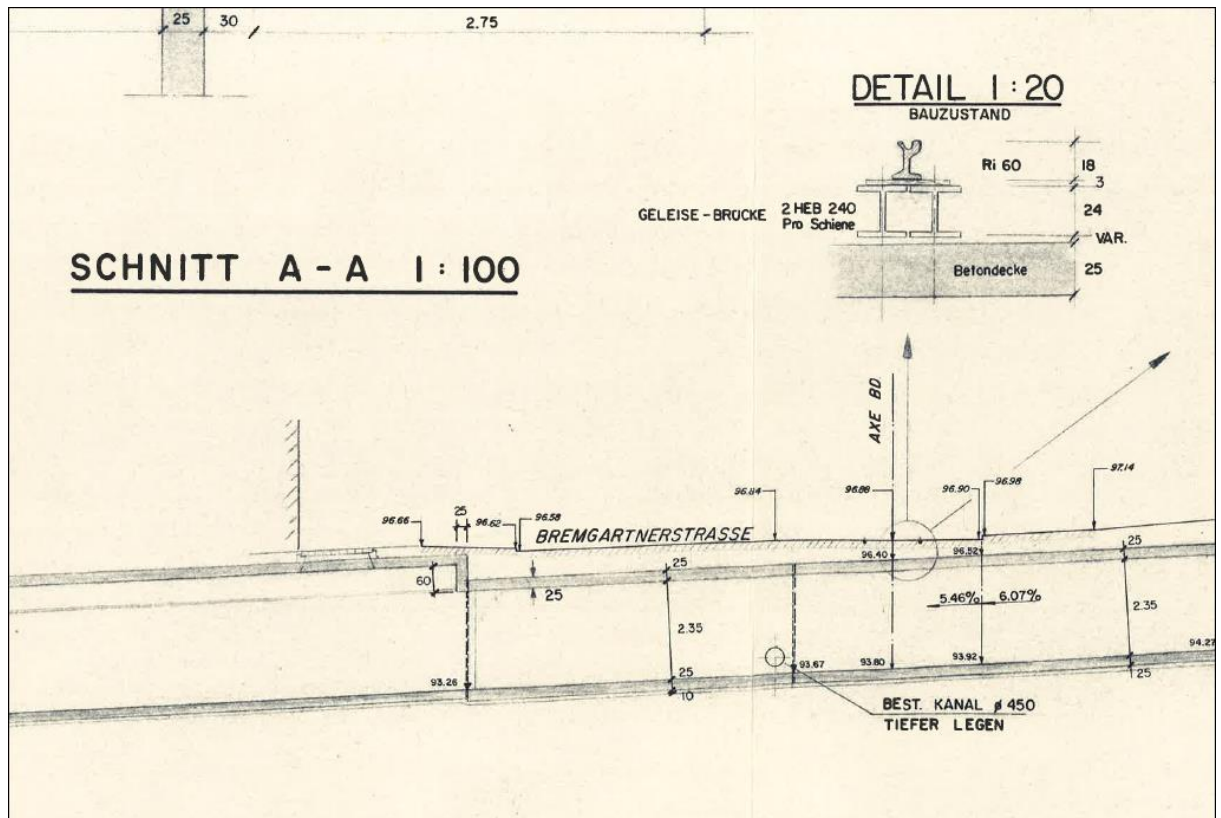 25 30 2.75
DETAIL 1:20
BAUZUSTAND
Ri 60 18
3
GELEISE-BRÜCKE 2 HEB 240 24
Pro Schiene
VAR.
Betondecke 25
SCHNITT A-A 1:100
AXE BD.
97.14
96.98
96.90
96.88
96.84
25
96.58
96.62
96.66
BREMGARTNERSTRASSE
96.40 96.52 25
25
60
25
5.46% 6.07%
2.35 2.35
94.27
93.92
93.80
93.67
93.26
25 25
10
BEST. KANAL ø 450
TIEFER LEGEN